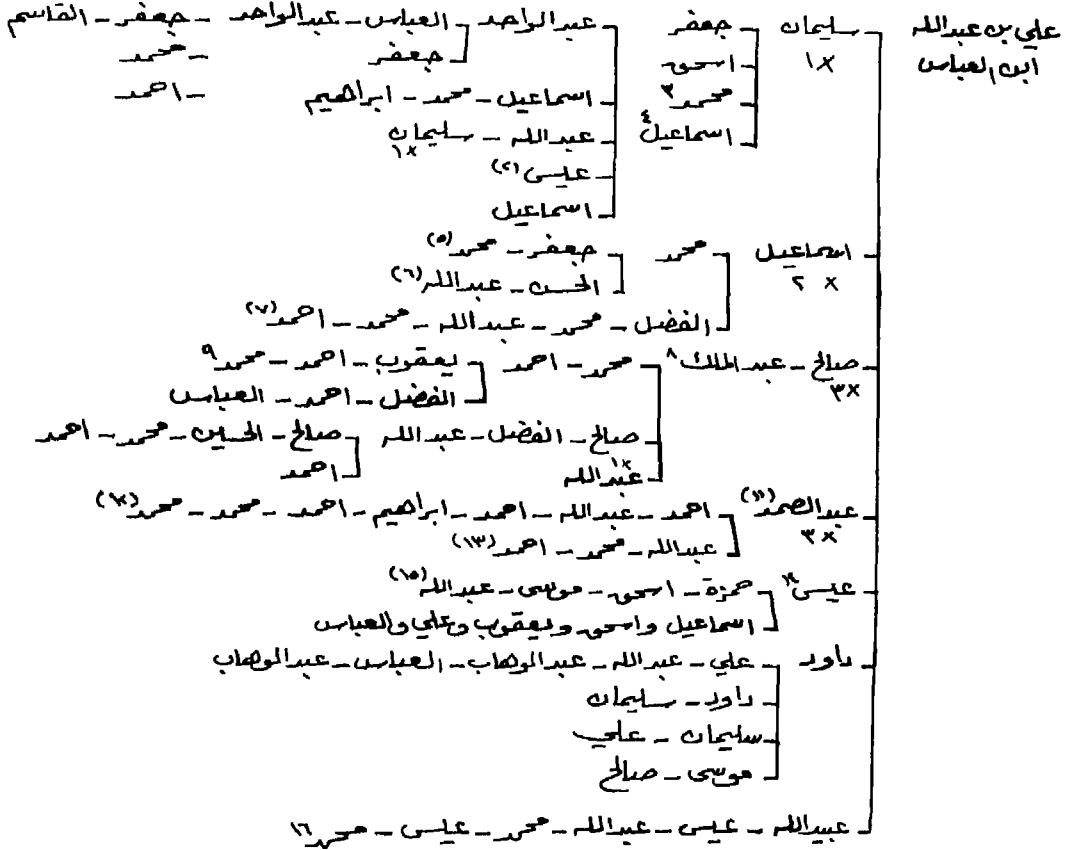 علي بن عبدالله - سليمان - جعفر - عبدالواحد - العباس - عبدالواحد - جعفر - القاسم
ابن العباس ١x - اسحق - جعفر - محمد
- محمد ٣ - اسماعيل - محمد - ابراهيم - احمد
- اسماعيل ٤ - عبدالله - سليمان ١x
- عيسى (٢)
- اسماعيل
- اسماعيل - محمد - جعفر - محمد (٥)
٢ x - الحسن - عبدالله (٦)
- الفضل - محمد - عبدالله - محمد - احمد (٧)
- صالح - عبدالملك ٨ - محمد - احمد - يعقوب - احمد - محمد ٩
٣x - الفضل - احمد - العباس
- صالح - الفضل - عبدالله - صالح - الحسين - محمد - احمد
- عبدالله ١x - احمد
- عبدالصمد (١١) - احمد - عبدالله - احمد - ابراهيم - احمد - محمد - محمد (١٢)
٣x - عبدالله - محمد - احمد (١٣)
- عيسى - حمزة - اسحق - موسى - عبدالله (١٥)
- اسماعيل واسحق ويعقوب وعلي والعباس
- داود - علي - عبدالله - عبدالوهاب - العباس - عبدالوهاب
- داود - سليمان
- سليمان - علي
- موسى - صالح
- عبيدالله - عيسى - عبدالله - محمد - عيسى - محمد ١٦